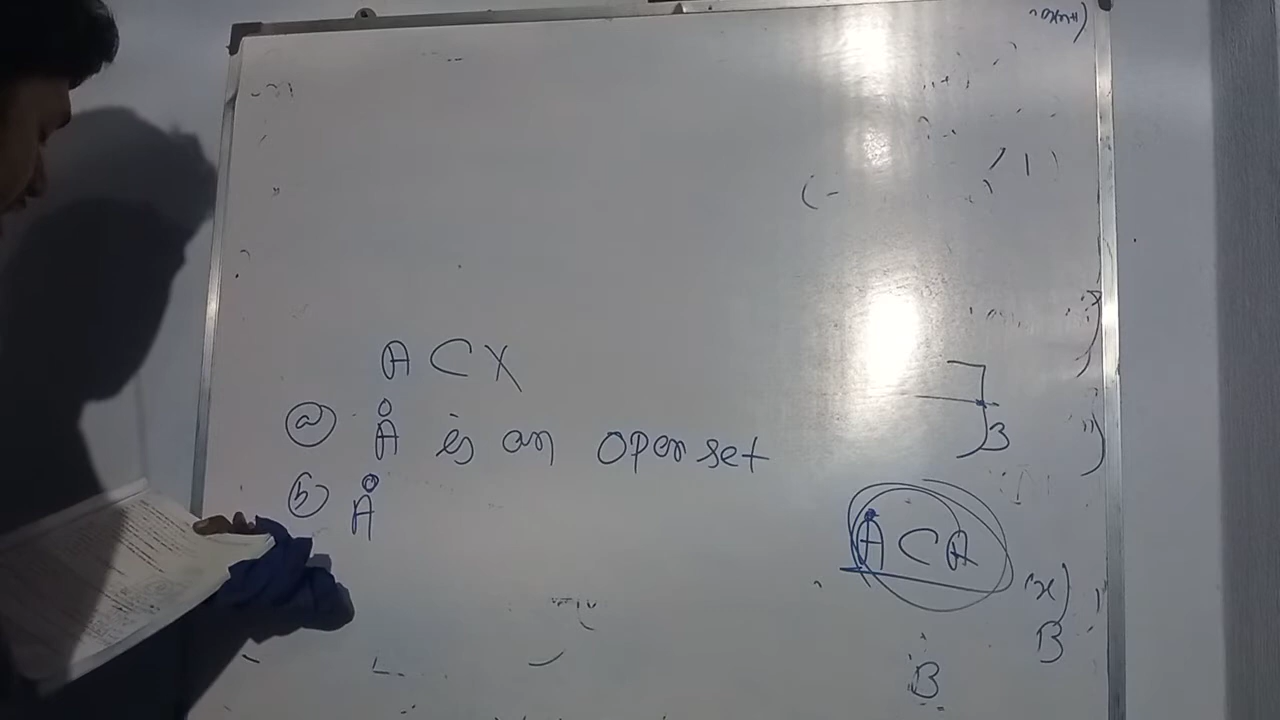 A ⊂ X
ⓐ Å is an open set
ⓑ Å
B
Å ⊂ A
x)
B
B